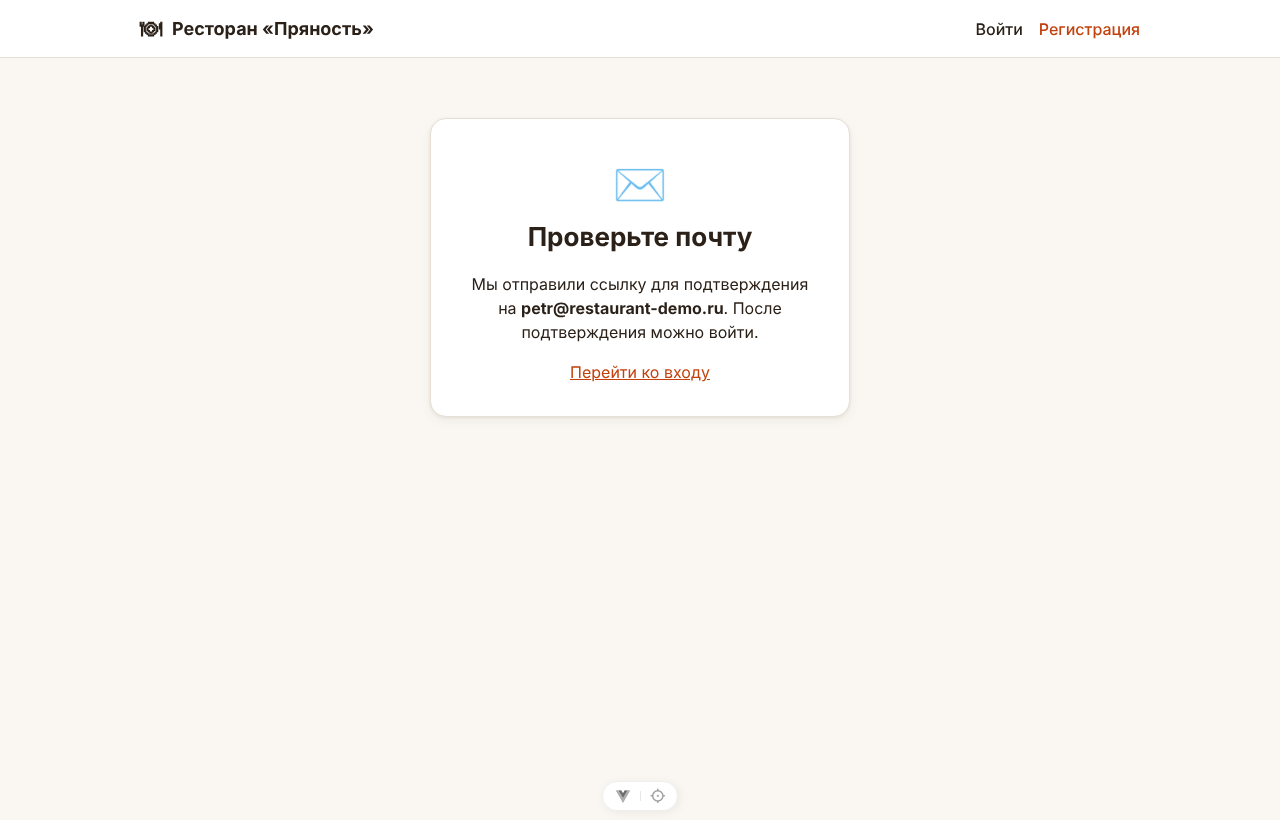 Ресторан «Пряность»
Войти
Регистрация
Проверьте почту
Мы отправили ссылку для подтверждения
на petr@restaurant-demo.ru. После
подтверждения можно войти.
Перейти ко входу